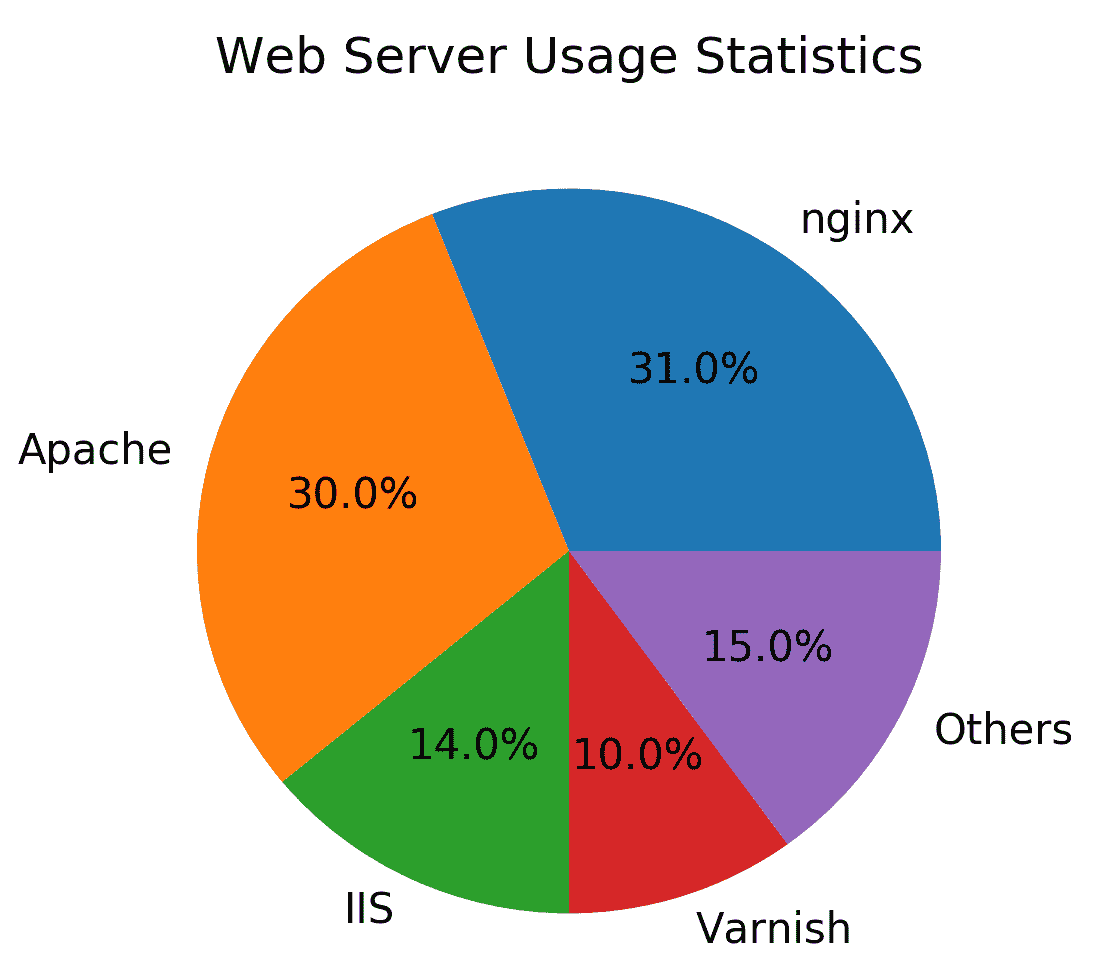 Web Server Usage Statistics
nginx
31.0%
Apache
30.0%
15.0%
Others
14.0%
10.0%
IIS
Varnish